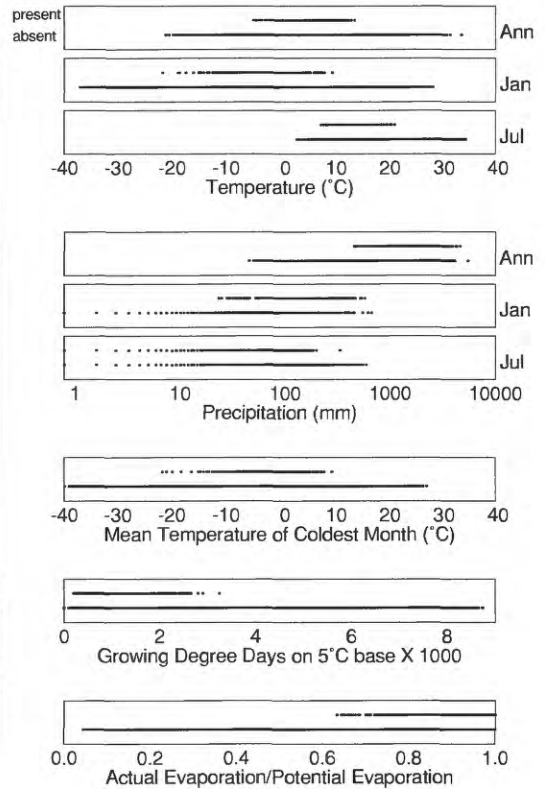 present
absent
Ann
Jan
Jul
-40 -20 -10 0 10 20 30 40
Temperature (˚C)
Ann
Jan
Jul
1 10 100 1000 10000
Precipitation (mm)
-40 -30 -20 -10 0 10 20 30 40
Mean Temperature of Coldest Month (˚C)
0 2 4 6 8
Growing Degree Days on 5˚C base X 1000
0.0 0.2 0.4 0.6 0.8 1.0
Actual Evaporation/Potential Evaporation